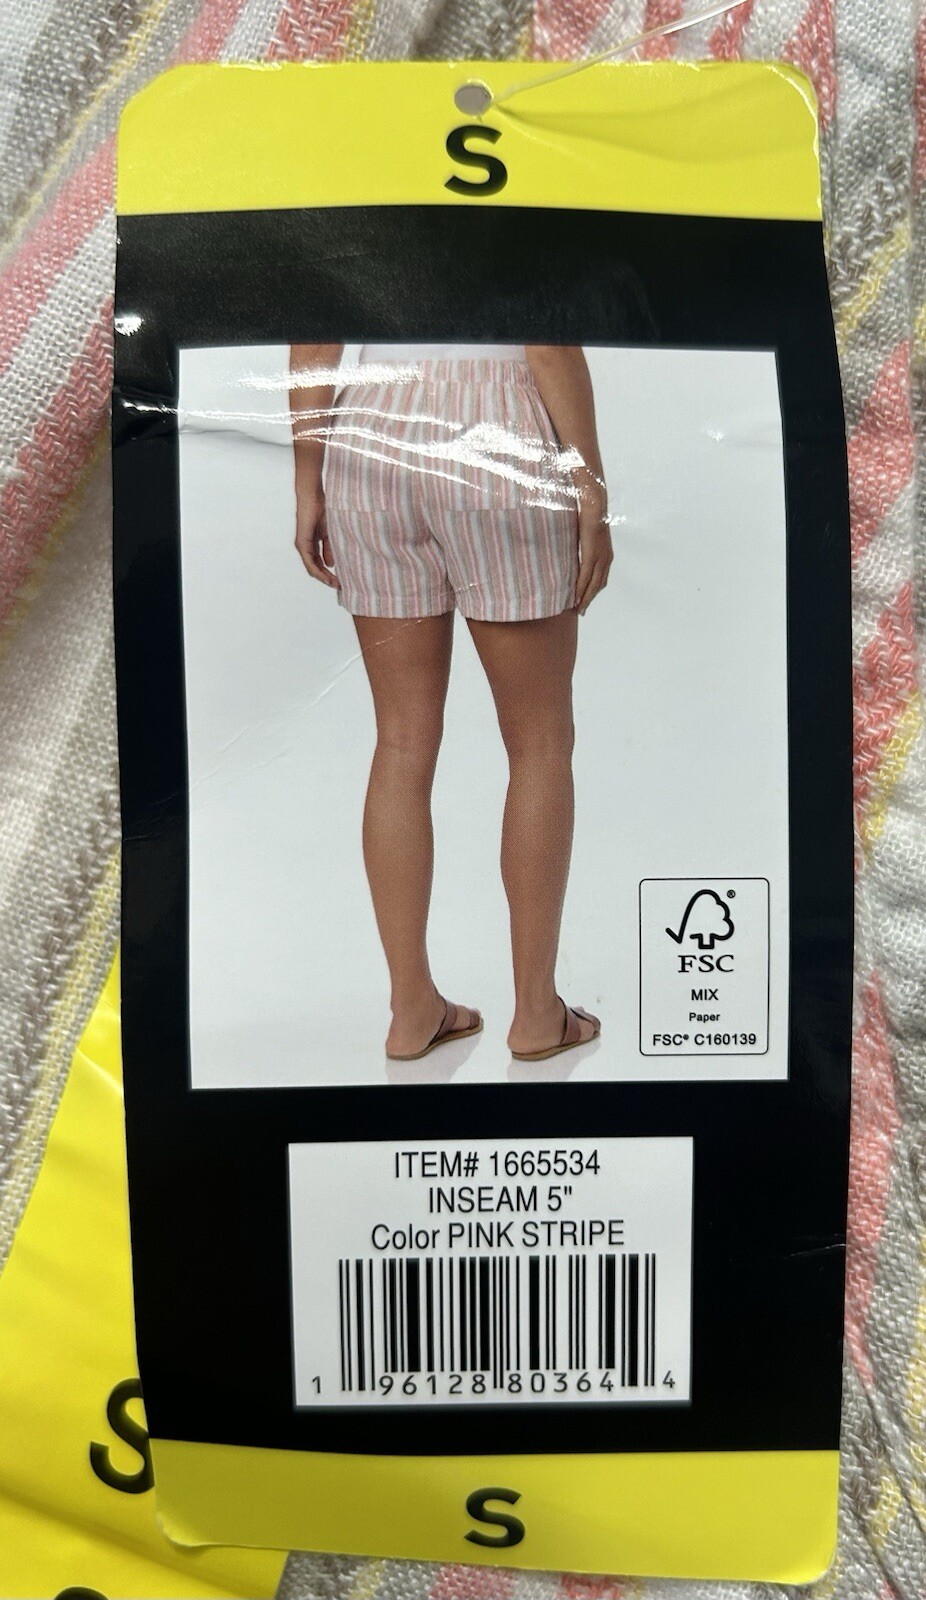 S
®
FSC
MIX
Paper
FSC® C160139
ITEM# 1665534
INSEAM 5"
Color PINK STRIPE
1 96128 80364 4
S
S